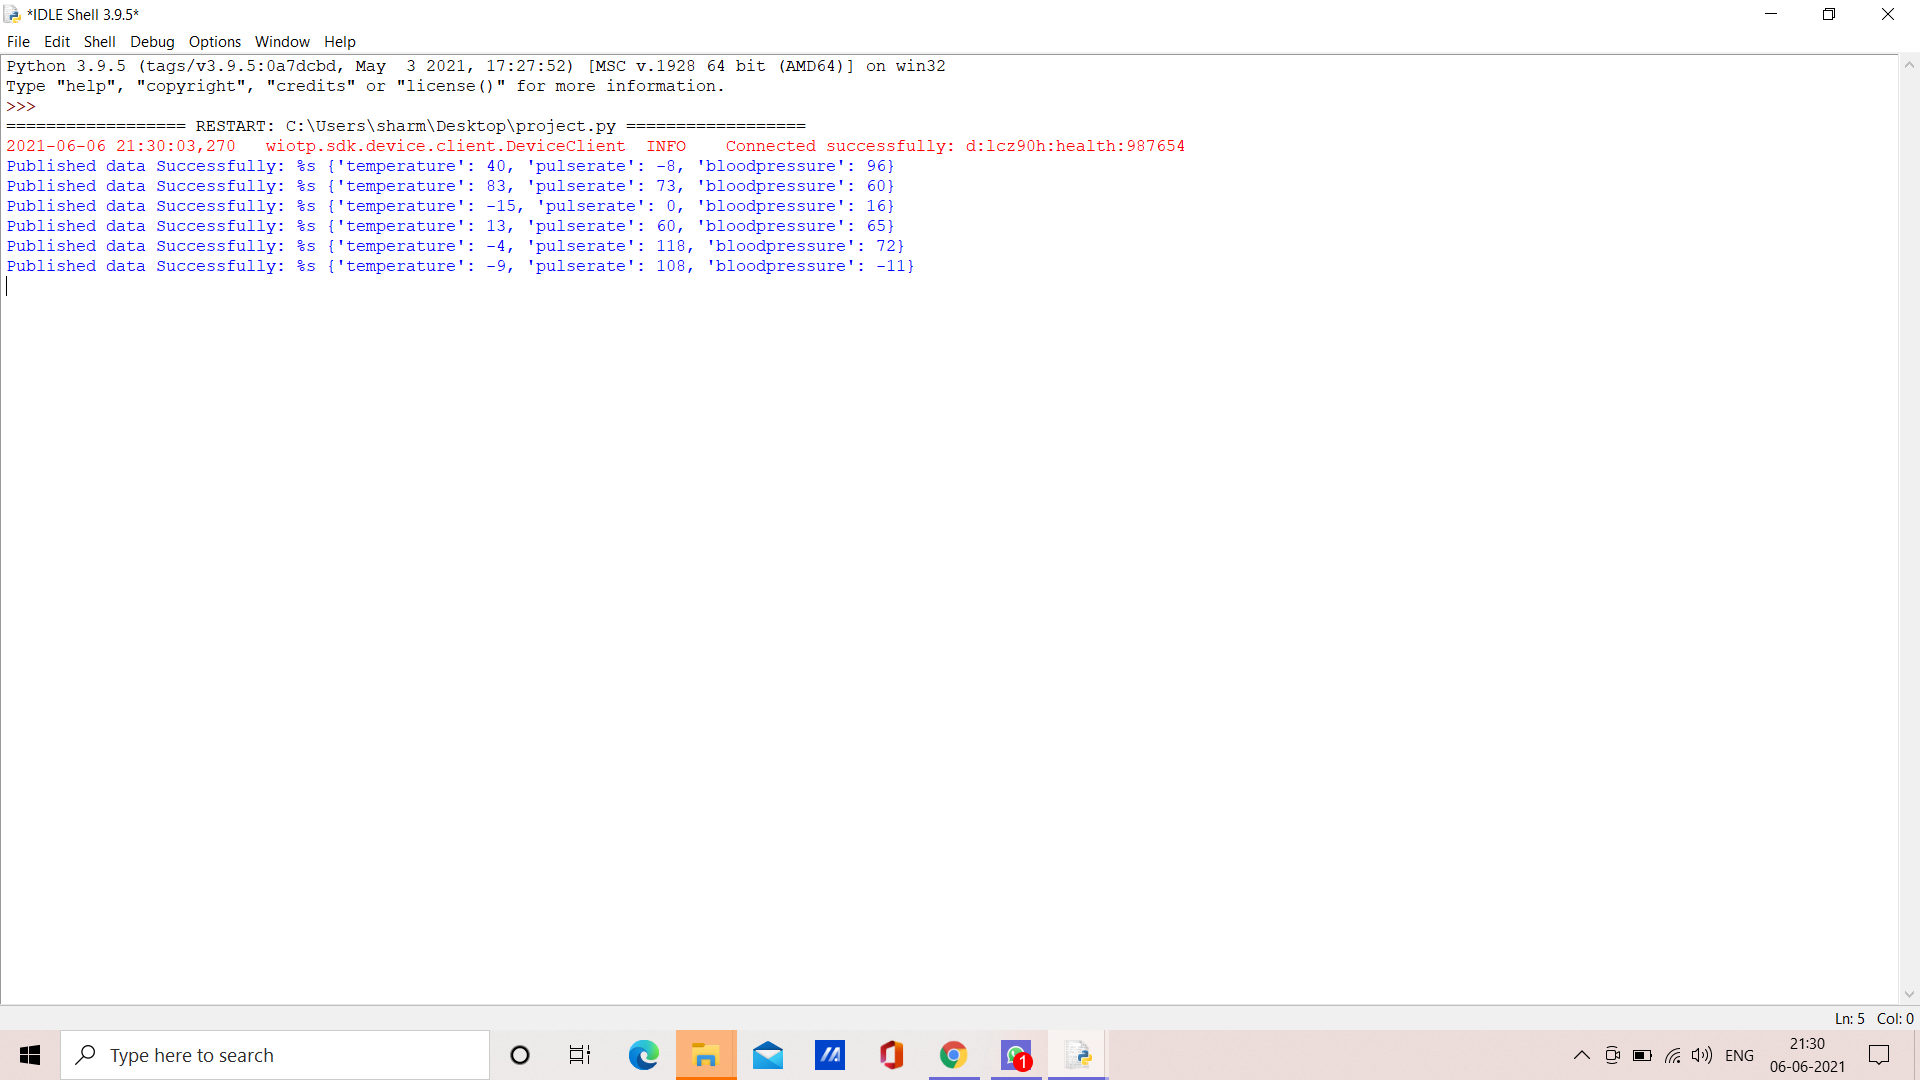 *IDLE Shell 3.9.5*
File Edit Shell Debug Options Window Help
Python 3.9.5 (tags/v3.9.5:0a7dcbd, May  3 2021, 17:27:52) [MSC v.1928 64 bit (AMD64)] on win32
Type "help", "copyright", "credits" or "license()" for more information.
>>>
================== RESTART: C:\Users\sharm\Desktop\project.py ==================
2021-06-06 21:30:03,270   wiotp.sdk.device.client.DeviceClient  INFO    Connected successfully: d:lcz90h:health:987654
Published data Successfully: %s {'temperature': 40, 'pulserate': -8, 'bloodpressure': 96}
Published data Successfully: %s {'temperature': 83, 'pulserate': 73, 'bloodpressure': 60}
Published data Successfully: %s {'temperature': -15, 'pulserate': 0, 'bloodpressure': 16}
Published data Successfully: %s {'temperature': 13, 'pulserate': 60, 'bloodpressure': 65}
Published data Successfully: %s {'temperature': -4, 'pulserate': 118, 'bloodpressure': 72}
Published data Successfully: %s {'temperature': -9, 'pulserate': 108, 'bloodpressure': -11}
Ln: 5 Col: 0
Type here to search
1
ENG
21:30
06-06-2021